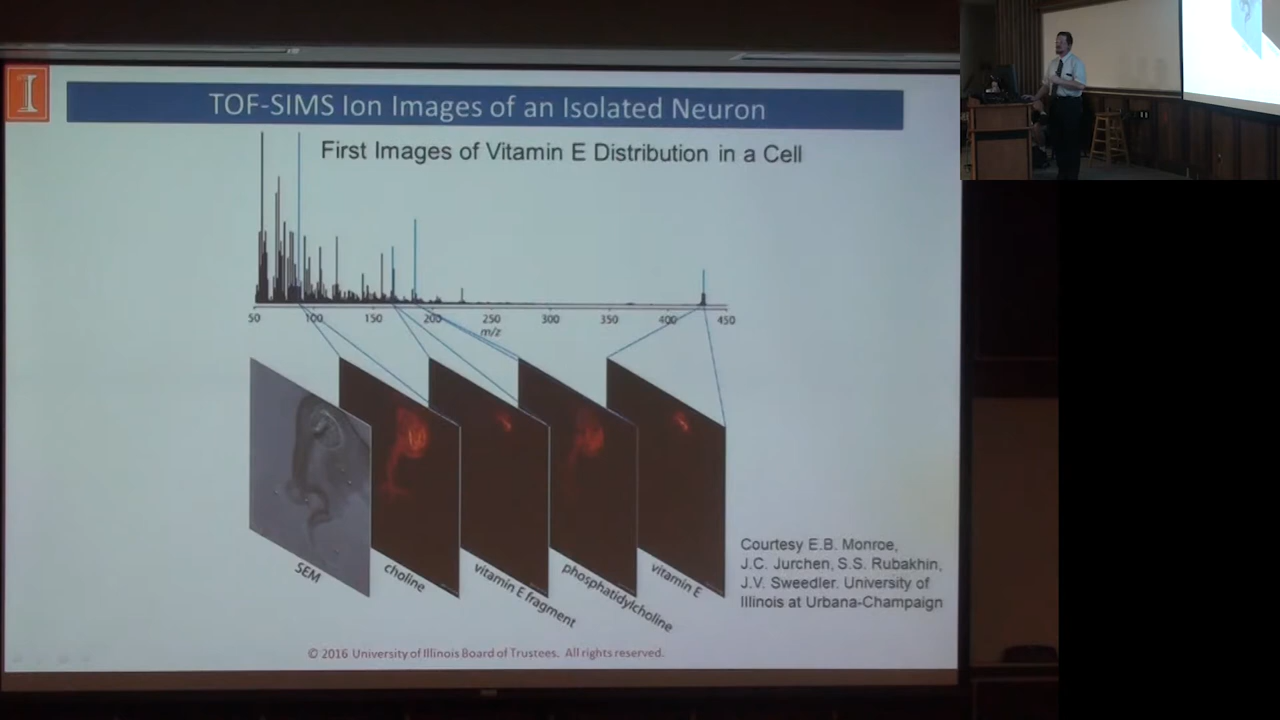 I
TOF-SIMS Ion Images of an Isolated Neuron
First Images of Vitamin E Distribution in a Cell
50 100 150 200 250 300 350 400 450
m/z
SEM
choline
vitamin E fragment
phosphatidylcholine
vitamin E
Courtesy E.B. Monroe,
J.C. Jurchen, S.S. Rubakhin,
J.V. Sweedler. University of
Illinois at Urbana-Champaign
© 2016 University of Illinois Board of Trustees. All rights reserved.